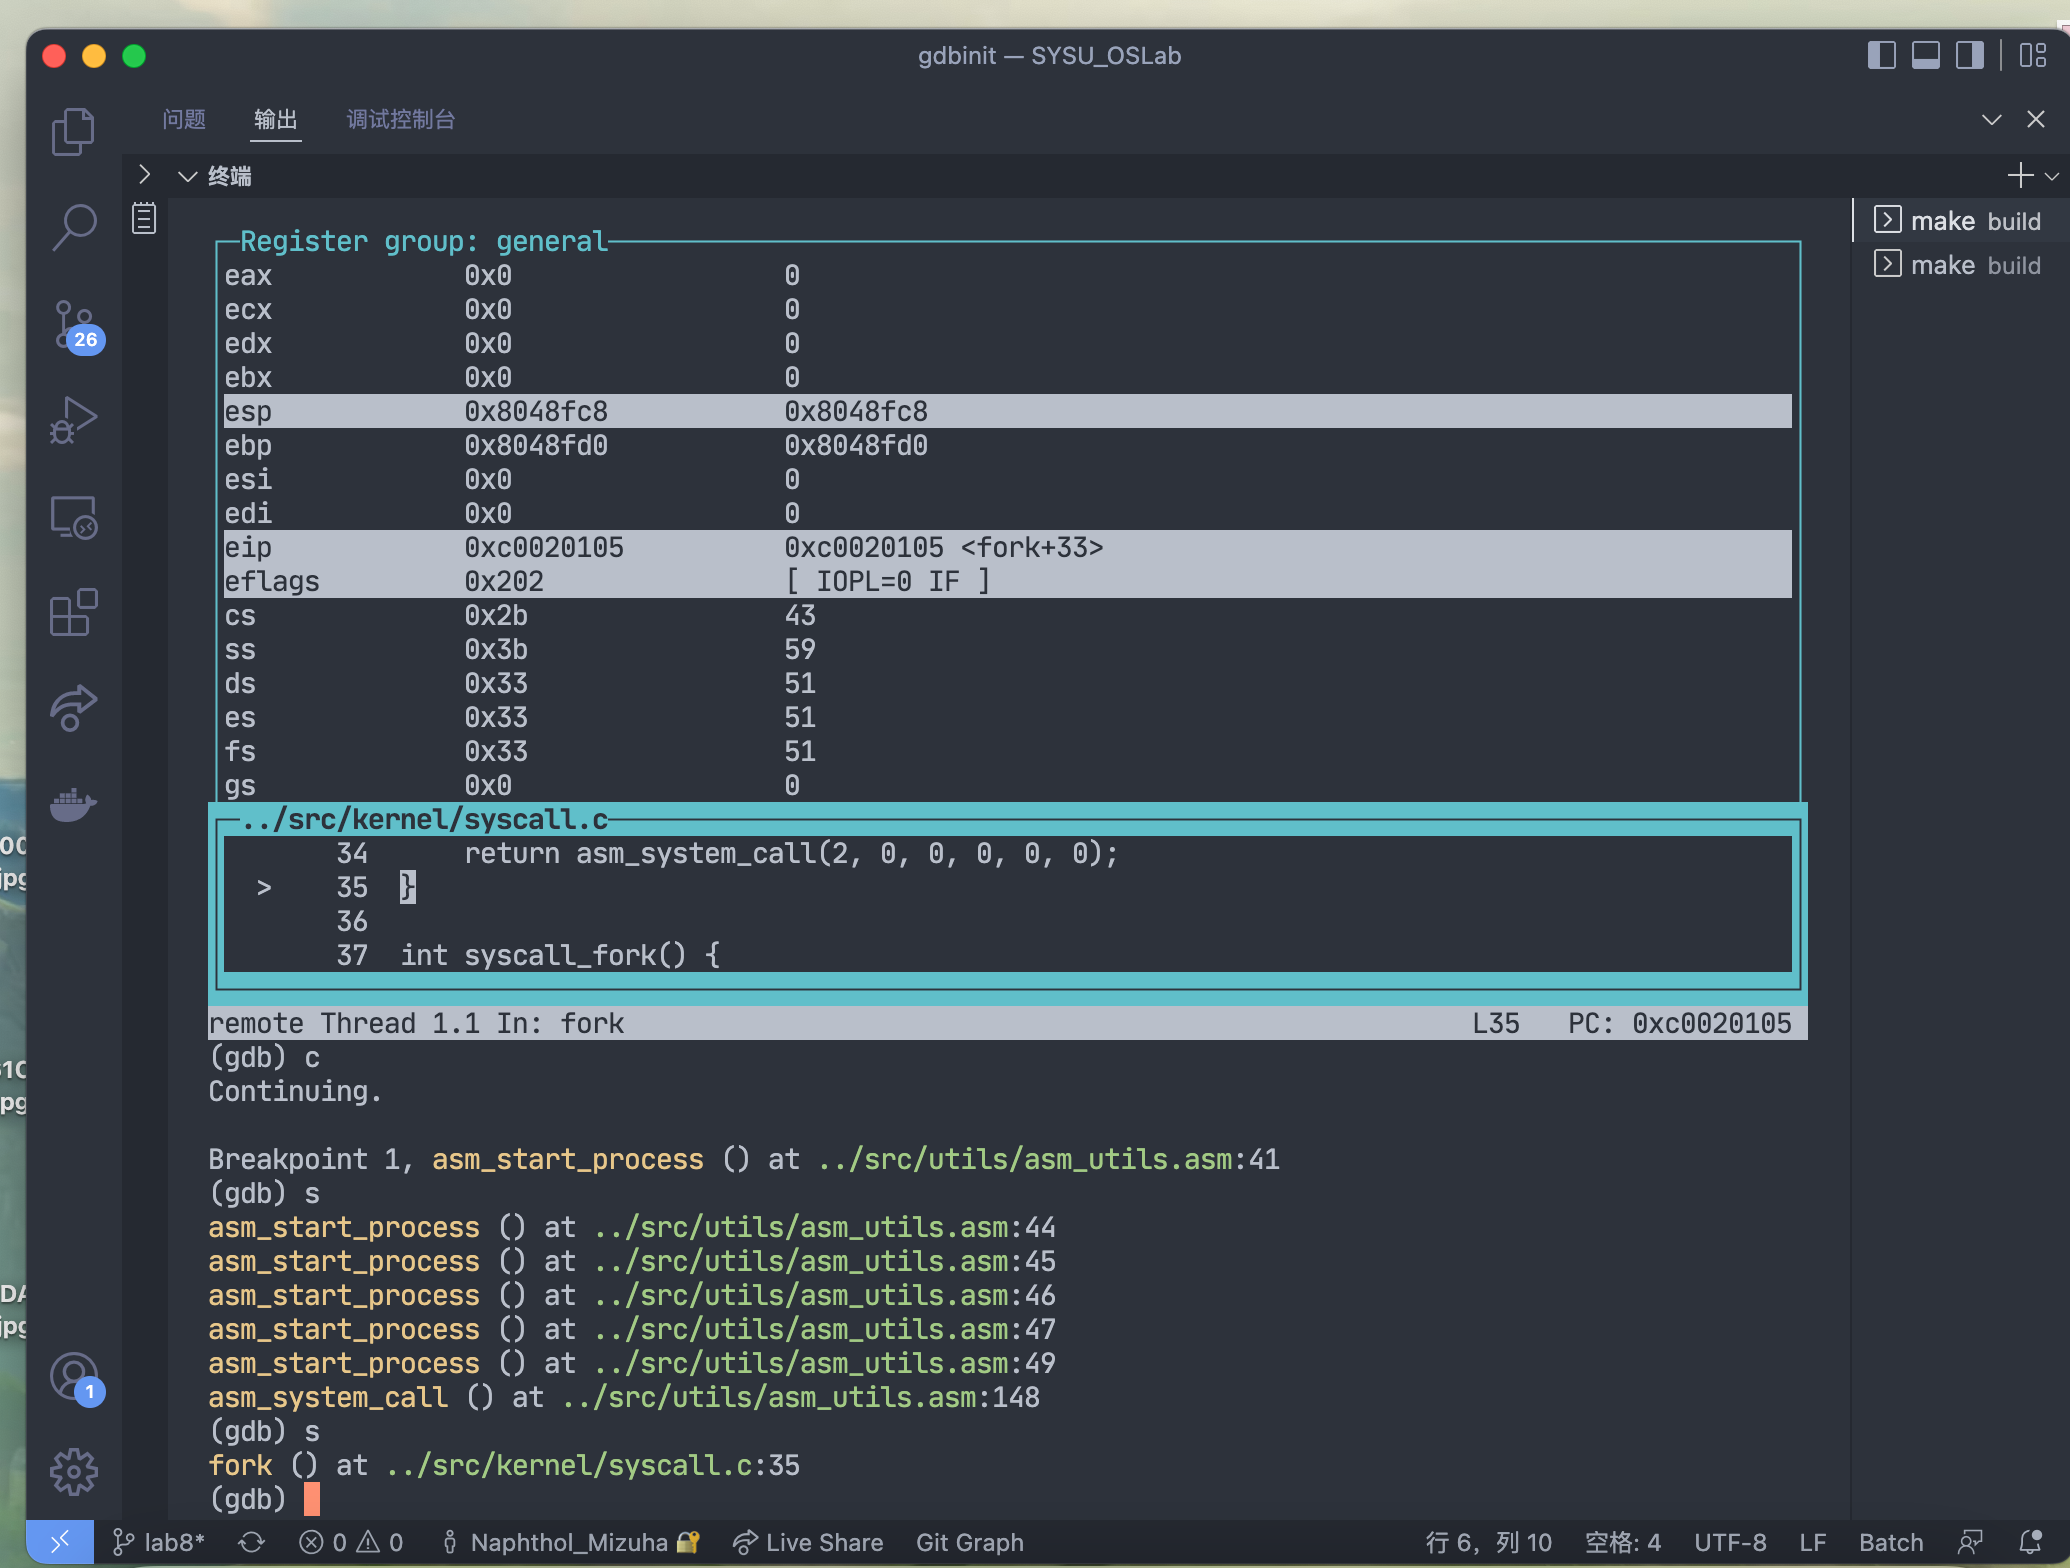 gdbinit — SYSU_OSLab
问题 输出 调试控制台
终端
make build
make build
26
Register group: general
eax 0x0 0
ecx 0x0 0
edx 0x0 0
ebx 0x0 0
esp 0x8048fc8 0x8048fc8
ebp 0x8048fd0 0x8048fd0
esi 0x0 0
edi 0x0 0
eip 0xc0020105 0xc0020105 <fork+33>
eflags 0x202 [ IOPL=0 IF ]
cs 0x2b 43
ss 0x3b 59
ds 0x33 51
es 0x33 51
fs 0x33 51
gs 0x0 0
../src/kernel/syscall.c
34 return asm_system_call(2, 0, 0, 0, 0, 0);
> 35 }
36
37 int syscall_fork() {
remote Thread 1.1 In: fork L35 PC: 0xc0020105
(gdb) c
Continuing.
Breakpoint 1, asm_start_process () at ../src/utils/asm_utils.asm:41
(gdb) s
asm_start_process () at ../src/utils/asm_utils.asm:44
asm_start_process () at ../src/utils/asm_utils.asm:45
asm_start_process () at ../src/utils/asm_utils.asm:46
asm_start_process () at ../src/utils/asm_utils.asm:47
asm_start_process () at ../src/utils/asm_utils.asm:49
asm_system_call () at ../src/utils/asm_utils.asm:148
(gdb) s
fork () at ../src/kernel/syscall.c:35
(gdb)
1
lab8* 0 0 Naphthol_Mizuha Live Share Git Graph 行 6，列 10 空格: 4 UTF-8 LF Batch